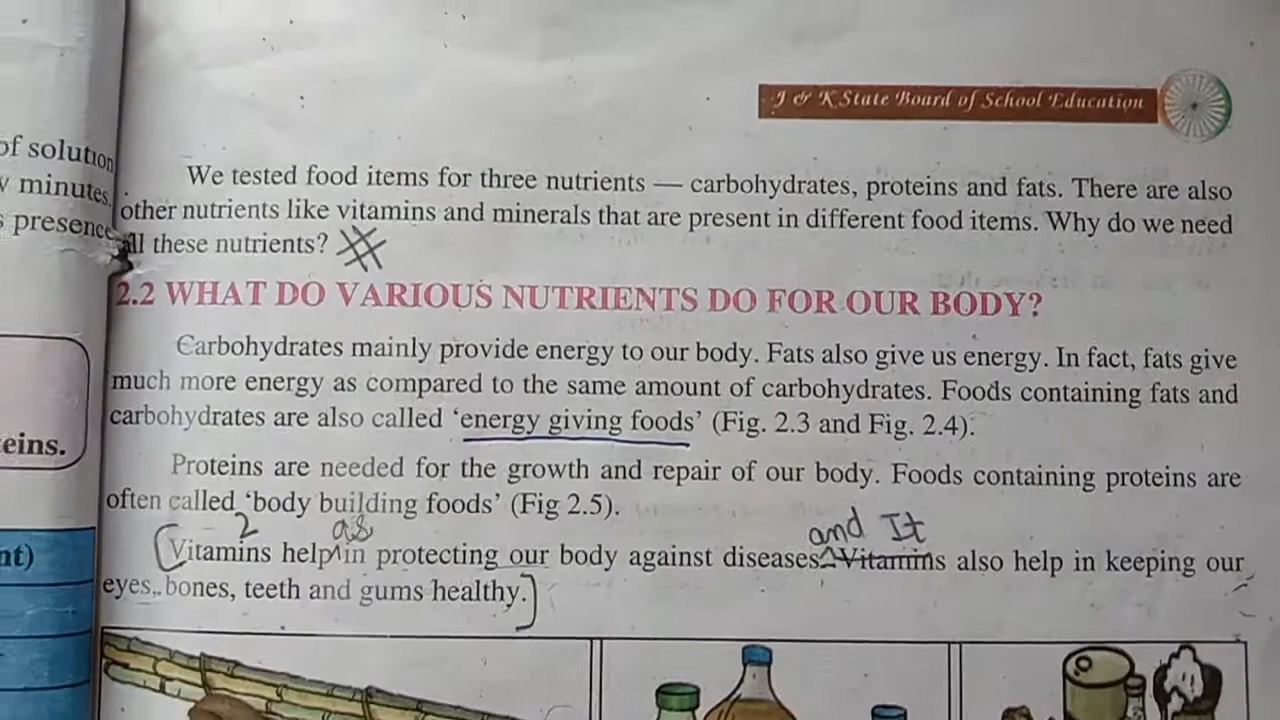 J & K State Board of School Education
of solution
minutes.
presence
We tested food items for three nutrients — carbohydrates, proteins and fats. There are also
other nutrients like vitamins and minerals that are present in different food items. Why do we need
all these nutrients?
2.2 WHAT DO VARIOUS NUTRIENTS DO FOR OUR BODY?
Carbohydrates mainly provide energy to our body. Fats also give us energy. In fact, fats give
much more energy as compared to the same amount of carbohydrates. Foods containing fats and
carbohydrates are also called ‘energy giving foods’ (Fig. 2.3 and Fig. 2.4).
eins.
Proteins are needed for the growth and repair of our body. Foods containing proteins are
often called ‘body building foods’ (Fig 2.5).
2 as and It
Vitamins help in protecting our body against diseases. Vitamins also help in keeping our
nt)
eyes, bones, teeth and gums healthy.